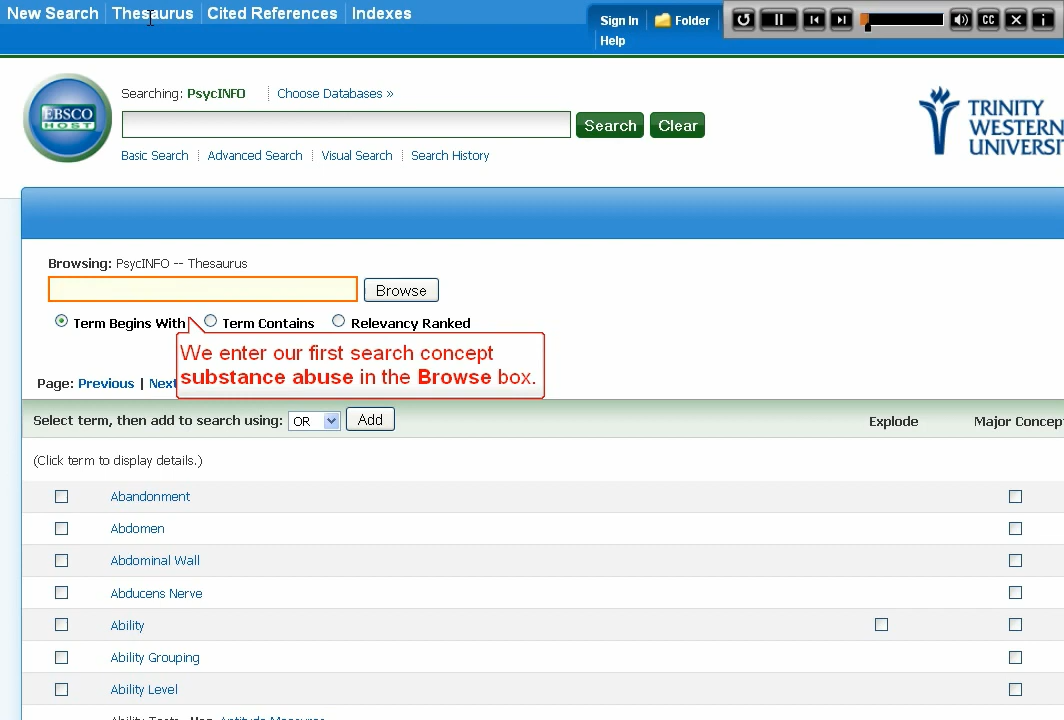 New Search Thesaurus Cited References Indexes
Sign In Folder
CC
Help
Searching: PsycINFO Choose Databases »
EBSCO
HOST
Search Clear
TRINITY
WESTERN
Basic Search Advanced Search Visual Search Search History
Browsing: PsycINFO -- Thesaurus
Browse
Term Begins With Term Contains Relevancy Ranked
We enter our first search concept
substance abuse in the Browse box.
Page: Previous | Next
Select term, then add to search using: OR Add Explode
(Click term to display details.)
Abandonment
Abdomen
Abdominal Wall
Abducens Nerve
Ability
Ability Grouping
Ability Level